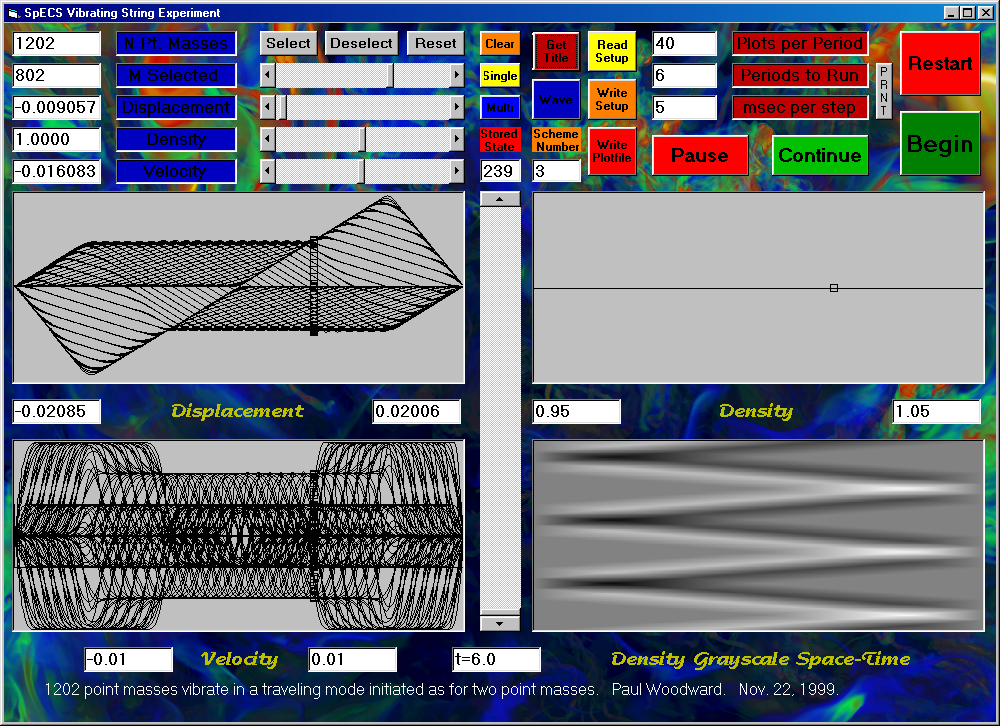 SpECS Vibrating String Experiment
1202 N Pt. Masses Select Deselect Reset Clear Get Title Read Setup 40 Plots per Period Restart
802 M Selected Single 6 Periods to Run PRNT
-0.009057 Displacement Multi Wave Write Setup 5 msec per step
1.0000 Density Stored State Scheme Number Write Plotfile Pause Continue Begin
-0.016083 Velocity 239 3
-0.02085 Displacement 0.02006 0.95 Density 1.05
-0.01 Velocity 0.01 t=6.0 Density Grayscale Space-Time
1202 point masses vibrate in a traveling mode initiated as for two point masses. Paul Woodward. Nov. 22, 1999.